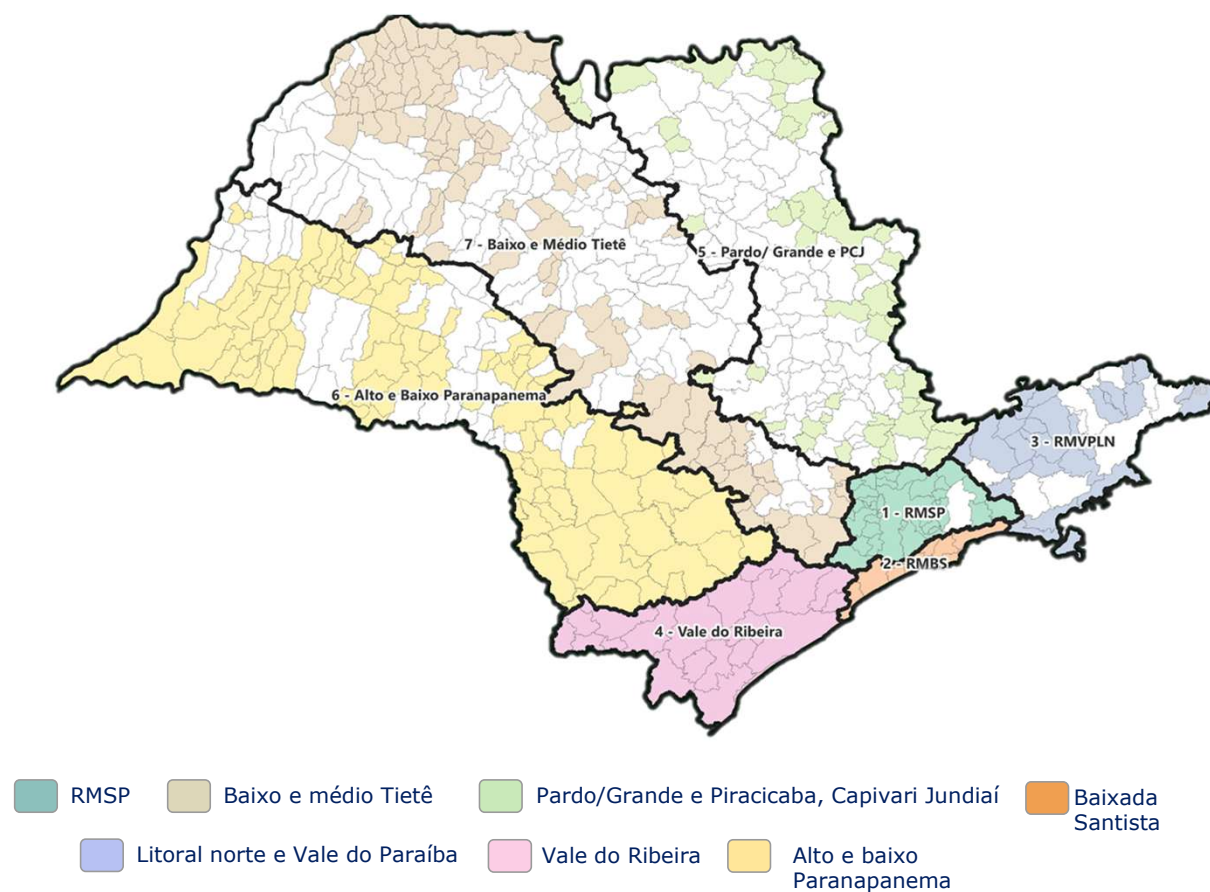 7 - Baixo e Médio Tietê
5 - Pardo/ Grande e PCJ
6 - Alto e Baixo Paranapanema
3 - RMVPLN
1 - RMSP
2 - RMBS
4 - Vale do Ribeira
RMSP
Baixo e médio Tietê
Pardo/Grande e Piracicaba, Capivari Jundiaí
Baixada
Santista
Litoral norte e Vale do Paraíba
Vale do Ribeira
Alto e baixo
Paranapanema